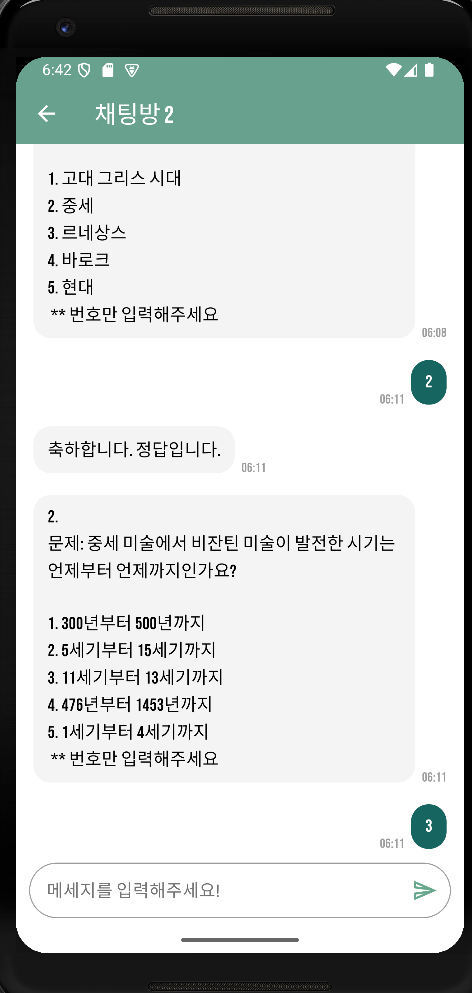 6:42
채팅방 2
1. 고대 그리스 시대
2. 중세
3. 르네상스
4. 바로크
5. 현대
** 번호만 입력해주세요
06:08
2
06:11
축하합니다. 정답입니다.
06:11
2.
문제: 중세 미술에서 비잔틴 미술이 발전한 시기는
언제부터 언제까지인가요?
1. 300년부터 500년까지
2. 5세기부터 15세기까지
3. 11세기부터 13세기까지
4. 476년부터 1453년까지
5. 1세기부터 4세기까지
** 번호만 입력해주세요
06:11
3
06:11
메세지를 입력해주세요!